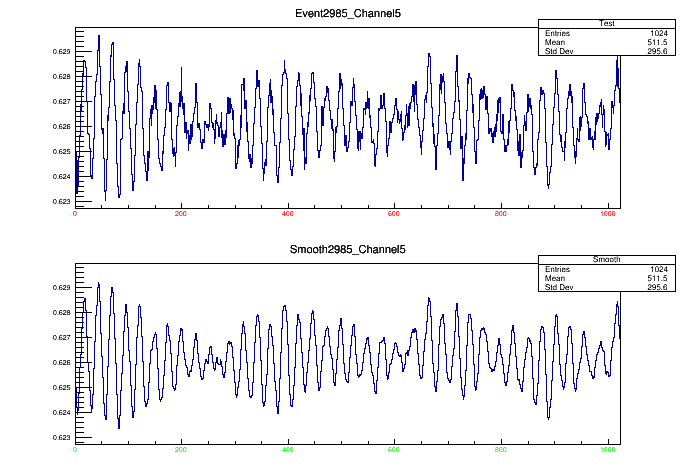 Event2985_Channel5
Test
Entries 1024
Mean 511.5
Std Dev 295.6
0.629
0.628
0.627
0.626
0.625
0.624
0.623
0 200 400 600 800 1000
Smooth2985_Channel5
Smooth
Entries 1024
Mean 511.5
Std Dev 295.6
0.629
0.628
0.627
0.626
0.625
0.624
0.623
0 200 400 600 800 1000